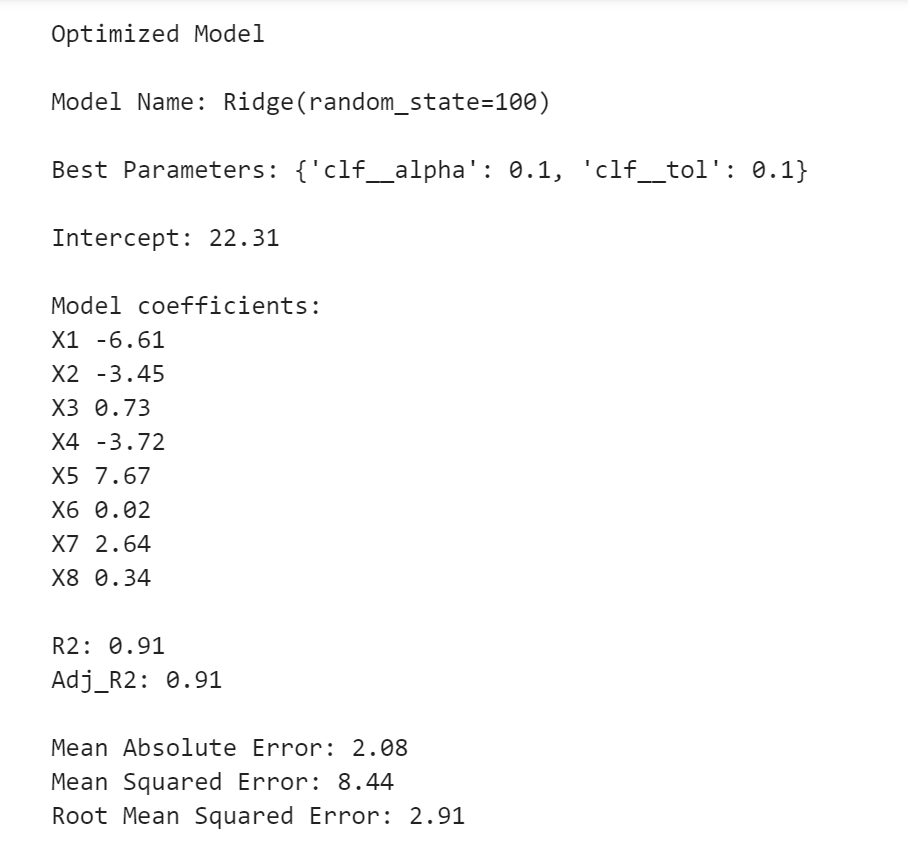 Optimized Model
Model Name: Ridge(random_state=100)
Best Parameters: {'clf__alpha': 0.1, 'clf__tol': 0.1}
Intercept: 22.31
Model coefficients:
X1 -6.61
X2 -3.45
X3 0.73
X4 -3.72
X5 7.67
X6 0.02
X7 2.64
X8 0.34
R2: 0.91
Adj_R2: 0.91
Mean Absolute Error: 2.08
Mean Squared Error: 8.44
Root Mean Squared Error: 2.91